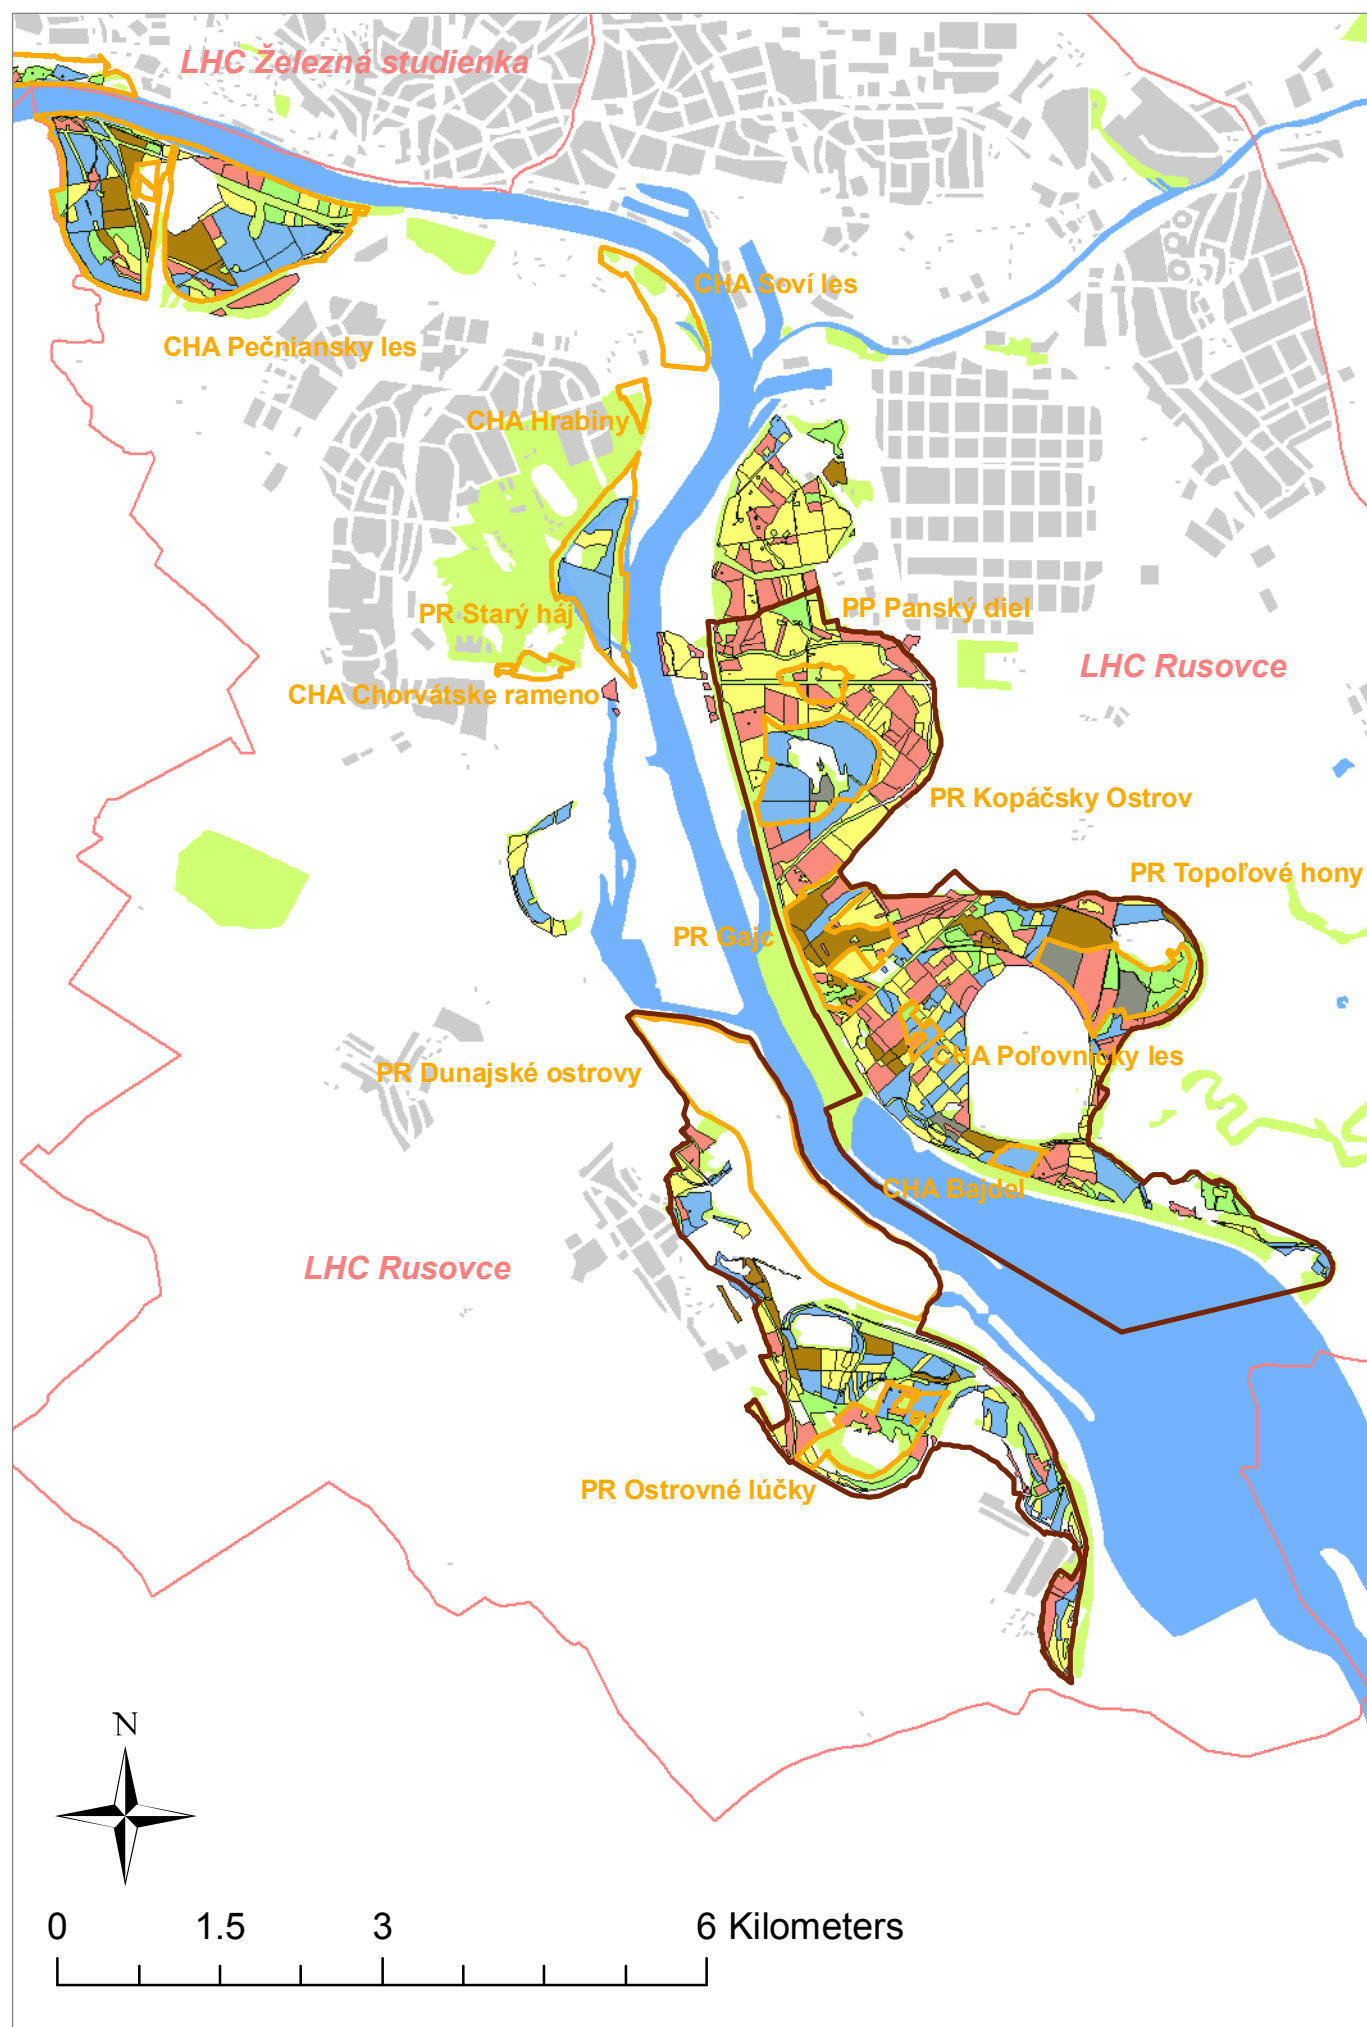 LHC Železná studienka
CHA Soví les
CHA Pečniansky les
CHA Hrabiny
PP Panský diel
PR Starý háj
LHC Rusovce
CHA Chorvátske rameno
PR Kopáčsky Ostrov
PR Topoľové hony
PR Gajc
CHA Poľovnícky les
PR Dunajské ostrovy
CHA Bajdel
LHC Rusovce
PR Ostrovné lúčky
N
0 1.5 3 6 Kilometers